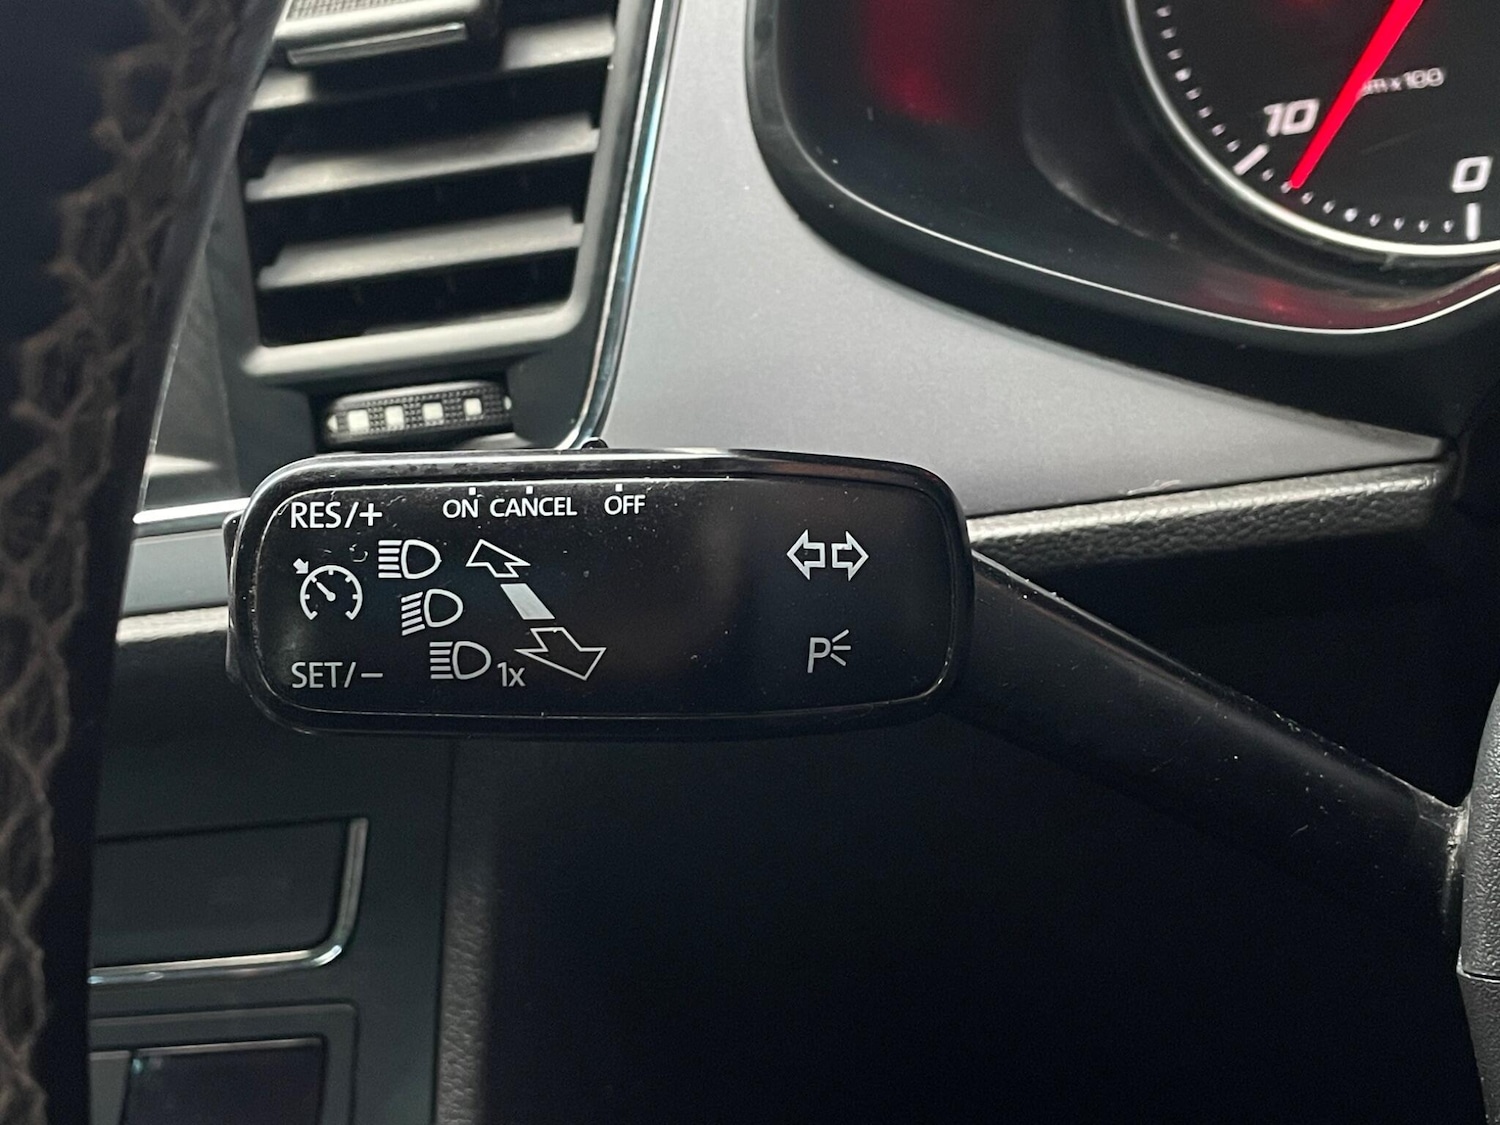 10
0
RES/+
ON CANCEL OFF
SET/−
1x
P